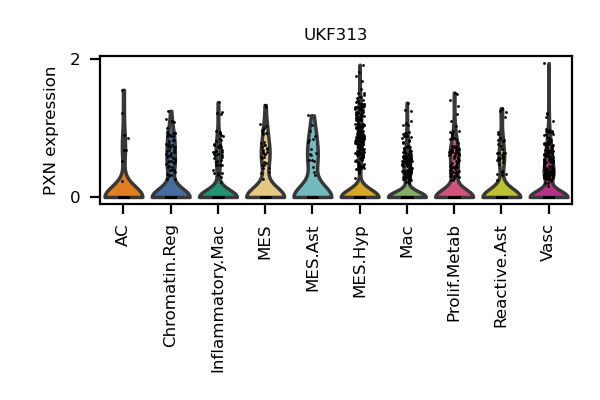 UKF313
PXN expression
2
0
AC
Chromatin.Reg
Inflammatory.Mac
MES
MES.Ast
MES.Hyp
Mac
Prolif.Metab
Reactive.Ast
Vasc